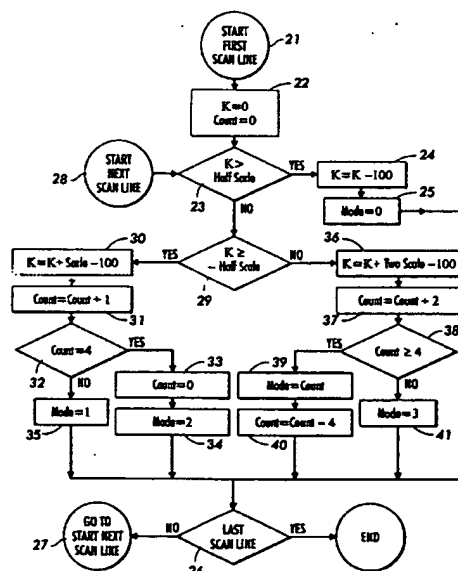 START
FIRST
SCAN LINE
21
22
K=0
Count=0
START
NEXT
SCAN LINE
28
K>
Half Scale
23
YES
NO
24
K=K-100
25
Mode=0
30
K=K+Scale-100
YES
K≥
-Half Scale
29
NO
36
K=K+Two Scale-100
Count=Count+1
31
Count=Count+2
37
Count=4
32
YES
NO
33
Count=0
Mode=2
34
35
Mode=1
39
Mode=Count
Count=Count-4
40
YES
Count≥4
38
NO
Mode=3
41
GO TO
START NEXT
SCAN LINE
27
NO
LAST
SCAN LINE
26
YES
END